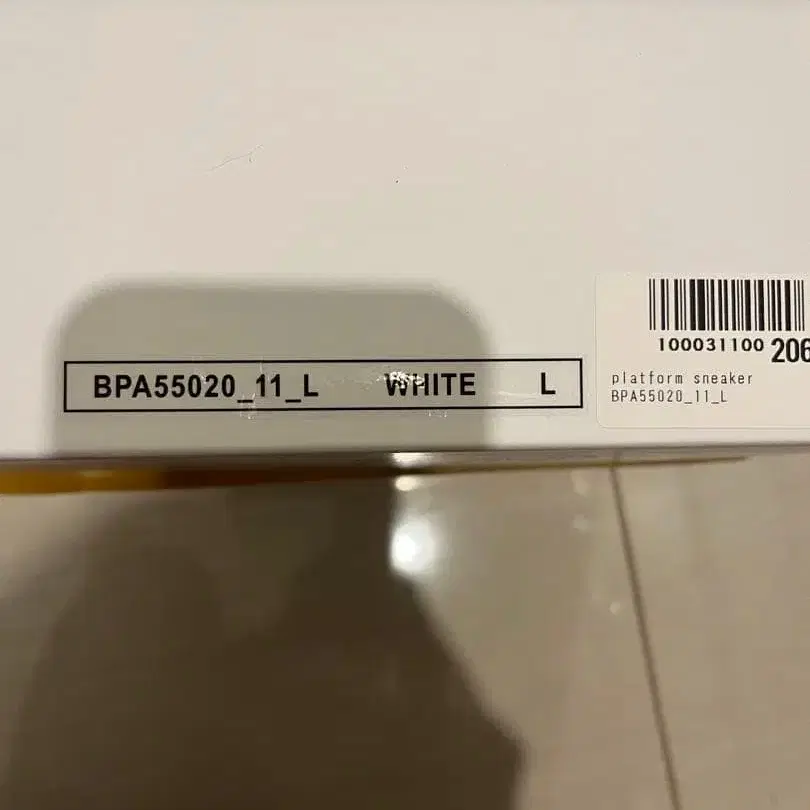 BPA55020_11_L WHITE L
100031100 206
platform sneaker
BPA55020_11_L